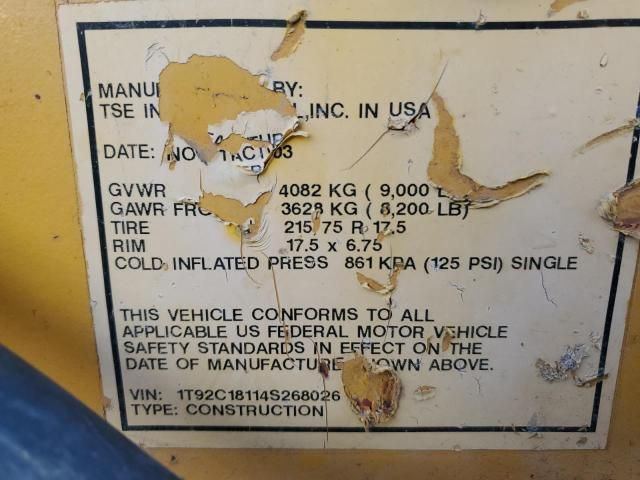 MANU BY:
TSE IN ,INC. IN USA
DATE: NOV 03
GVWR 4082 KG ( 9,000
GAWR FRO 3628 KG ( 8,200 LB)
TIRE 215 75 R 17.5
RIM 17.5 x 6.75
COLD INFLATED PRESS 861 KPA (125 PSI) SINGLE
THIS VEHICLE CONFORMS TO ALL
APPLICABLE US FEDERAL MOTOR VEHICLE
SAFETY STANDARDS IN EFFECT ON THE
DATE OF MANUFACTURE OWN ABOVE.
VIN: 1T92C18114S268026
TYPE: CONSTRUCTION